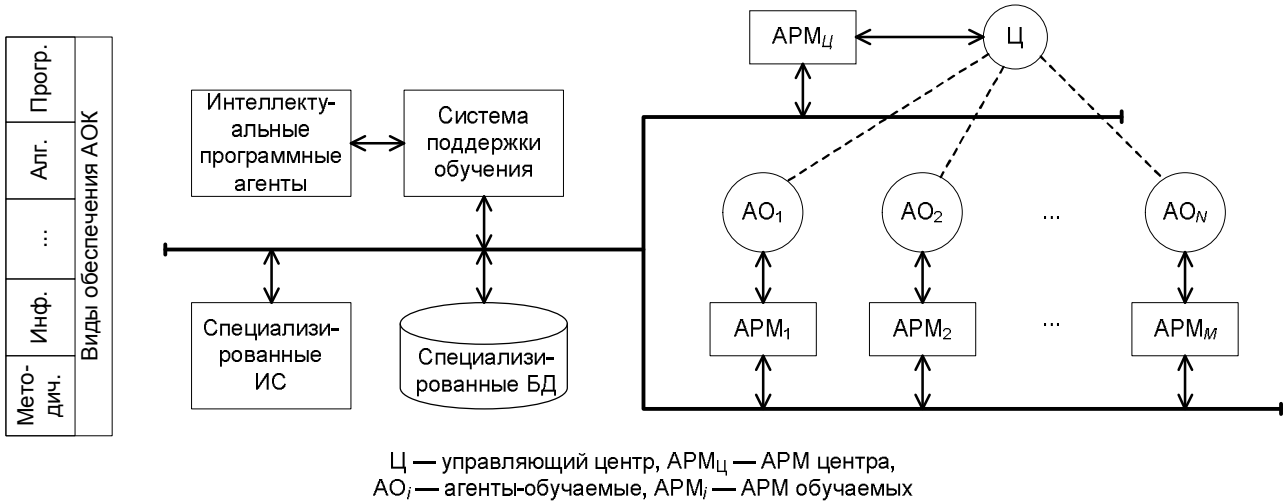 Прогр.
Алг.
...
Инф.
Мето-
дич.
Виды обеспечения АОК
Интеллекту-
альные
программные
агенты
Система
поддержки
обучения
Специализи-
рованные
ИС
Специализи-
рованные БД
АРМЦ
Ц
АО1
АО2
...
АОN
АРМ1
АРМ2
...
АРМM
Ц — управляющий центр, АРМЦ — АРМ центра,
АОi — агенты-обучаемые, АРМi — АРМ обучаемых